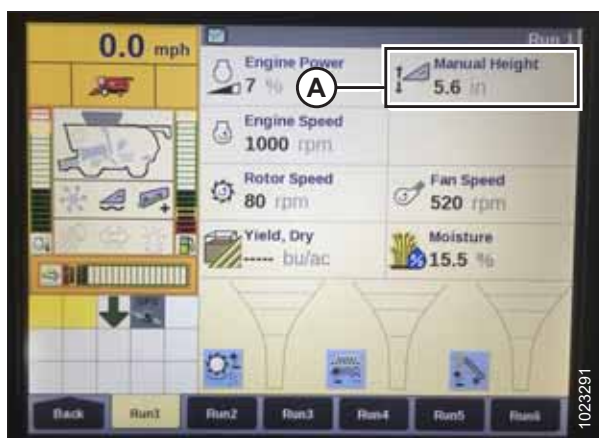 0.0 mph
Run 1
Engine Power
7 %
A
Manual Height
5.6 in
Engine Speed
1000 rpm
Rotor Speed
80 rpm
Fan Speed
520 rpm
Yield, Dry
----- bu/ac
Moisture
15.5 %
Back
Run1
Run2
Run3
Run4
Run5
Run6
1023291